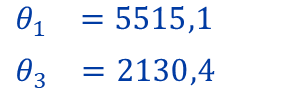 θ₁ = 5515,1
θ₃ = 2130,4